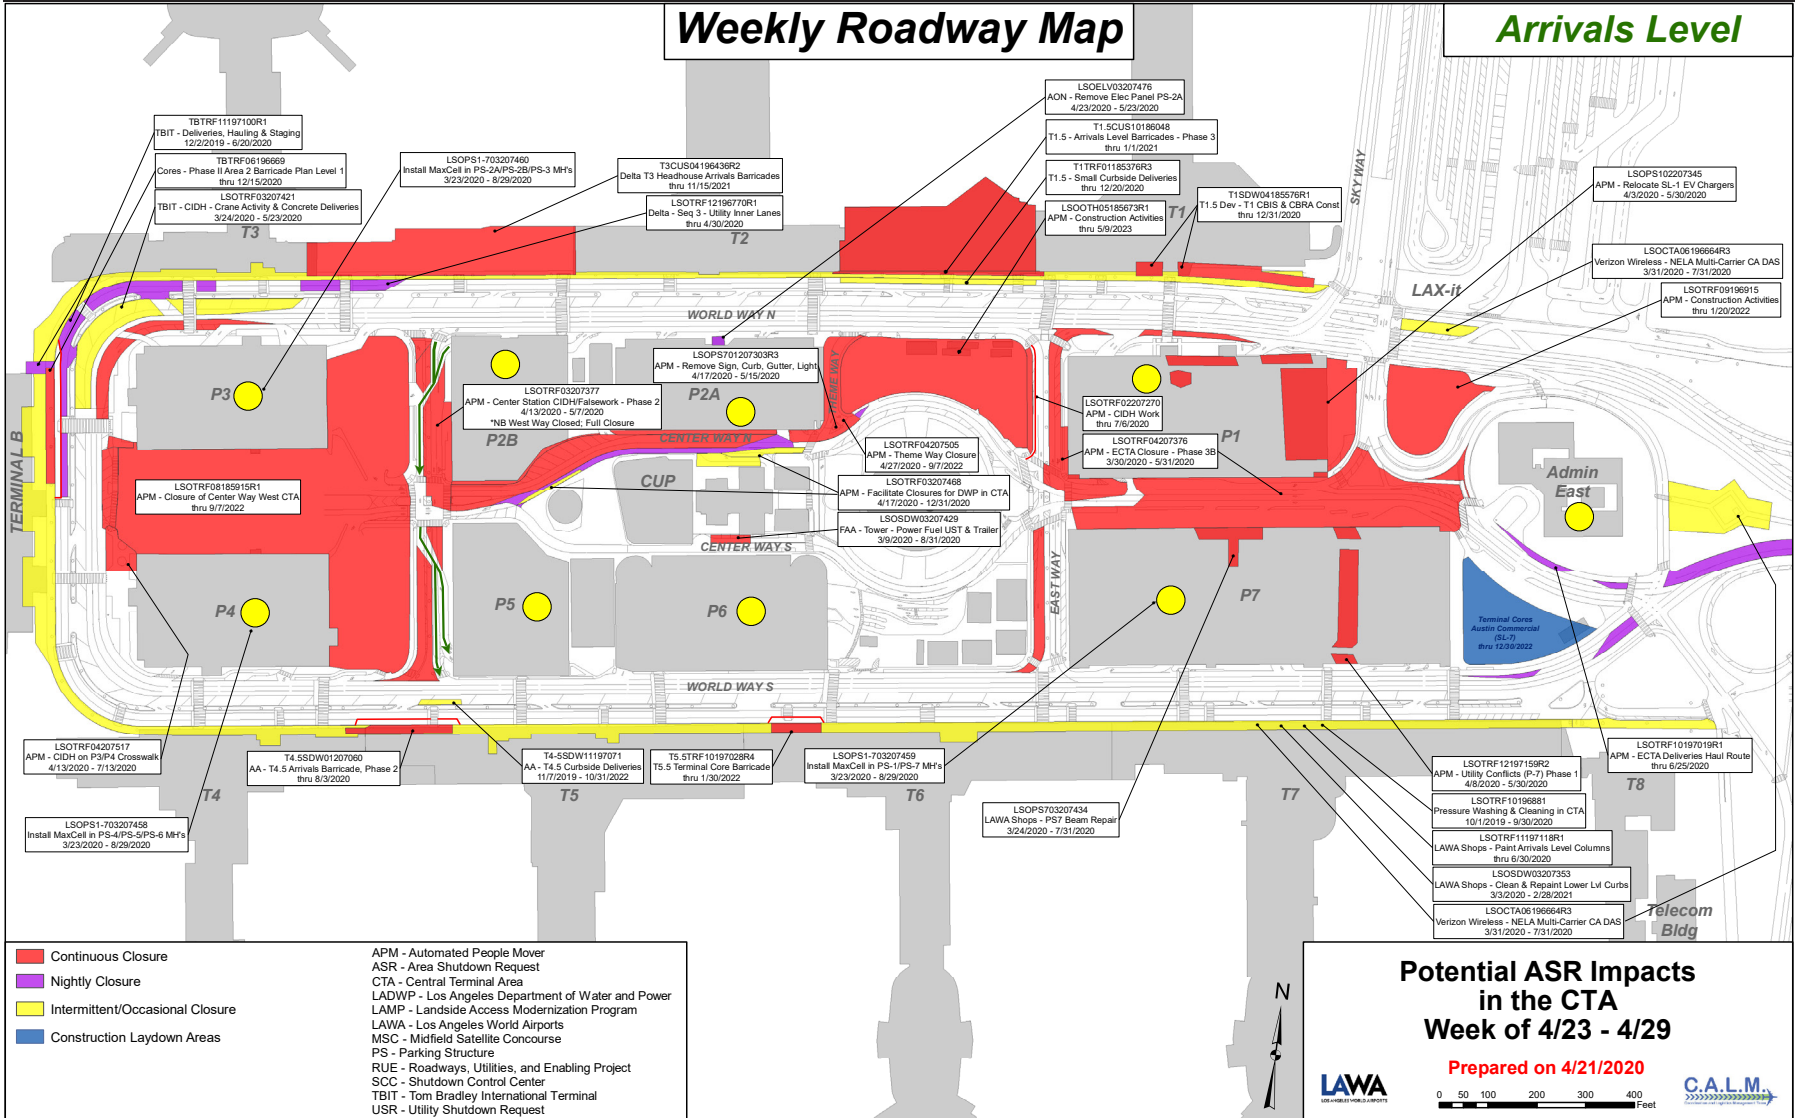 Weekly Roadway Map
Arrivals Level
TBTRF11197100R1
TBIT - Deliveries, Hauling & Staging
12/2/2019 - 6/20/2020
TBTRF06196669
Cores - Phase II Area 2 Barricade Plan Level 1
thru 12/15/2020
LSOTRF03207421
TBIT - CIDH - Crane Activity & Concrete Deliveries
3/24/2020 - 5/23/2020
LSOPS1-703207460
Install MaxCell in PS-2A/PS-2B/PS-3 MH's
3/23/2020 - 8/29/2020
T3CUS04196436R2
Delta T3 Headhouse Arrivals Barricades
thru 11/15/2021
LSOTRF12196770R1
Delta - Seq 3 - Utility Inner Lanes
thru 4/30/2020
LSOELV03207476
AON - Remove Elec Panel PS-2A
4/23/2020 - 5/23/2020
T1.5CUS10186048
T1.5 - Arrivals Level Barricades - Phase 3
thru 1/1/2021
T1TRF01185376R3
T1.5 - Small Curbside Deliveries
thru 12/20/2020
LSOOTH05185673R1
APM - Construction Activities
thru 5/9/2023
T1SDW04185576R1
T1.5 Dev - T1 CBIS & CBRA Const
thru 12/31/2020
LSOPS102207345
APM - Relocate SL-1 EV Chargers
4/3/2020 - 5/30/2020
LSOCTA06196664R3
Verizon Wireless - NELA Multi-Carrier CA DAS
3/31/2020 - 7/31/2020
LSOTRF09196915
APM - Construction Activities
thru 1/20/2022
T3
T2
T1
SKY WAY
LAX-it
WORLD WAY N
LSOPS701207303R3
APM - Remove Sign, Curb, Gutter, Light
4/17/2020 - 5/15/2020
THEME WAY
P3
P2B
P2A
P1
LSOTRF03207377
APM - Center Station CIDH/Falsework - Phase 2
4/13/2020 - 5/7/2020
*NB West Way Closed; Full Closure
LSOTRF02207270
APM - CIDH Work
thru 7/6/2020
CENTER WAY N
LSOTRF04207505
APM - Theme Way Closure
4/27/2020 - 9/7/2022
LSOTRF04207376
APM - ECTA Closure - Phase 3B
3/30/2020 - 5/31/2020
TERMINAL B
LSOTRF08185915R1
APM - Closure of Center Way West CTA
thru 9/7/2022
CUP
LSOTRF03207468
APM - Facilitate Closures for DWP in CTA
4/17/2020 - 12/31/2020
LSOSDW03207429
FAA - Tower - Power Fuel UST & Trailer
3/9/2020 - 8/31/2020
CENTER WAY S
Admin
East
EAST WAY
P4
P5
P6
P7
Terminal Cores
Austin Commercial
(SL-7)
thru 12/30/2022
WORLD WAY S
LSOTRF04207517
APM - CIDH on P3/P4 Crosswalk
4/13/2020 - 7/13/2020
T4.5SDW01207060
AA - T4.5 Arrivals Barricade, Phase 2
thru 8/3/2020
T4-5SDW11197071
AA - T4.5 Curbside Deliveries
11/7/2019 - 10/31/2022
T5.5TRF10197028R4
T5.5 Terminal Core Barricade
thru 1/30/2022
LSOPS1-703207459
Install MaxCell in PS-1/PS-7 MH's
3/23/2020 - 8/29/2020
LSOTRF10197019R1
APM - ECTA Deliveries Haul Route
thru 6/25/2020
LSOTRF12197159R2
APM - Utility Conflicts (P-7) Phase 1
4/8/2020 - 5/30/2020
T4
T5
T6
T7
T8
LSOPS1-703207458
Install MaxCell in PS-4/PS-5/PS-6 MH's
3/23/2020 - 8/29/2020
LSOPS703207434
LAWA Shops - PS7 Beam Repair
3/24/2020 - 7/31/2020
LSOTRF10196881
Pressure Washing & Cleaning in CTA
10/1/2019 - 9/30/2020
LSOTRF11197118R1
LAWA Shops - Paint Arrivals Level Columns
thru 6/30/2020
LSOSDW03207353
LAWA Shops - Clean & Repaint Lower Lvl Curbs
3/3/2020 - 2/28/2021
LSOCTA06196664R3
Verizon Wireless - NELA Multi-Carrier CA DAS
3/31/2020 - 7/31/2020
Telecom
Bldg
Continuous Closure
Nightly Closure
Intermittent/Occasional Closure
Construction Laydown Areas
APM - Automated People Mover
ASR - Area Shutdown Request
CTA - Central Terminal Area
LADWP - Los Angeles Department of Water and Power
LAMP - Landside Access Modernization Program
LAWA - Los Angeles World Airports
MSC - Midfield Satellite Concourse
PS - Parking Structure
RUE - Roadways, Utilities, and Enabling Project
SCC - Shutdown Control Center
TBIT - Tom Bradley International Terminal
USR - Utility Shutdown Request
N
Potential ASR Impacts
in the CTA
Week of 4/23 - 4/29
Prepared on 4/21/2020
LAWA
LOS ANGELES WORLD AIRPORTS
0 50 100 200 300 400
Feet
C.A.L.M.